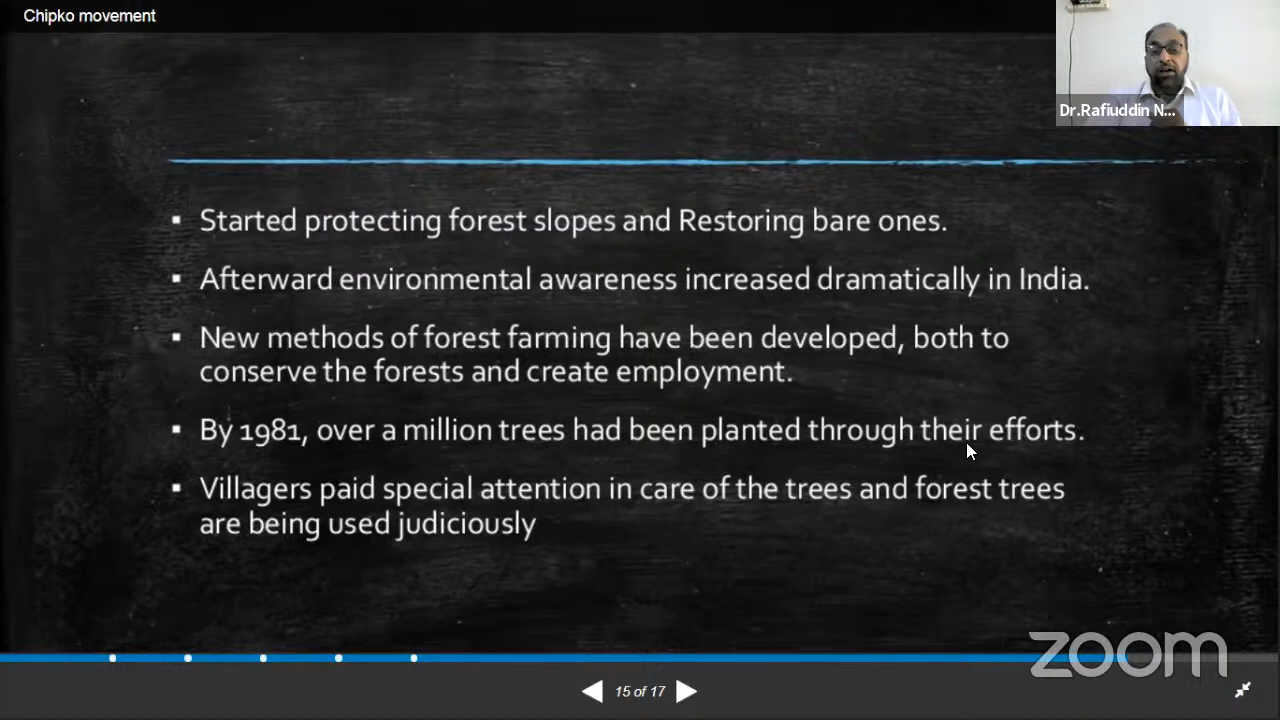 Chipko movement
Dr.Rafiuddin N...
▪ Started protecting forest slopes and Restoring bare ones.
▪ Afterward environmental awareness increased dramatically in India.
▪ New methods of forest farming have been developed, both to
conserve the forests and create employment.
▪ By 1981, over a million trees had been planted through their efforts.
▪ Villagers paid special attention in care of the trees and forest trees
are being used judiciously
zoom
15 of 17